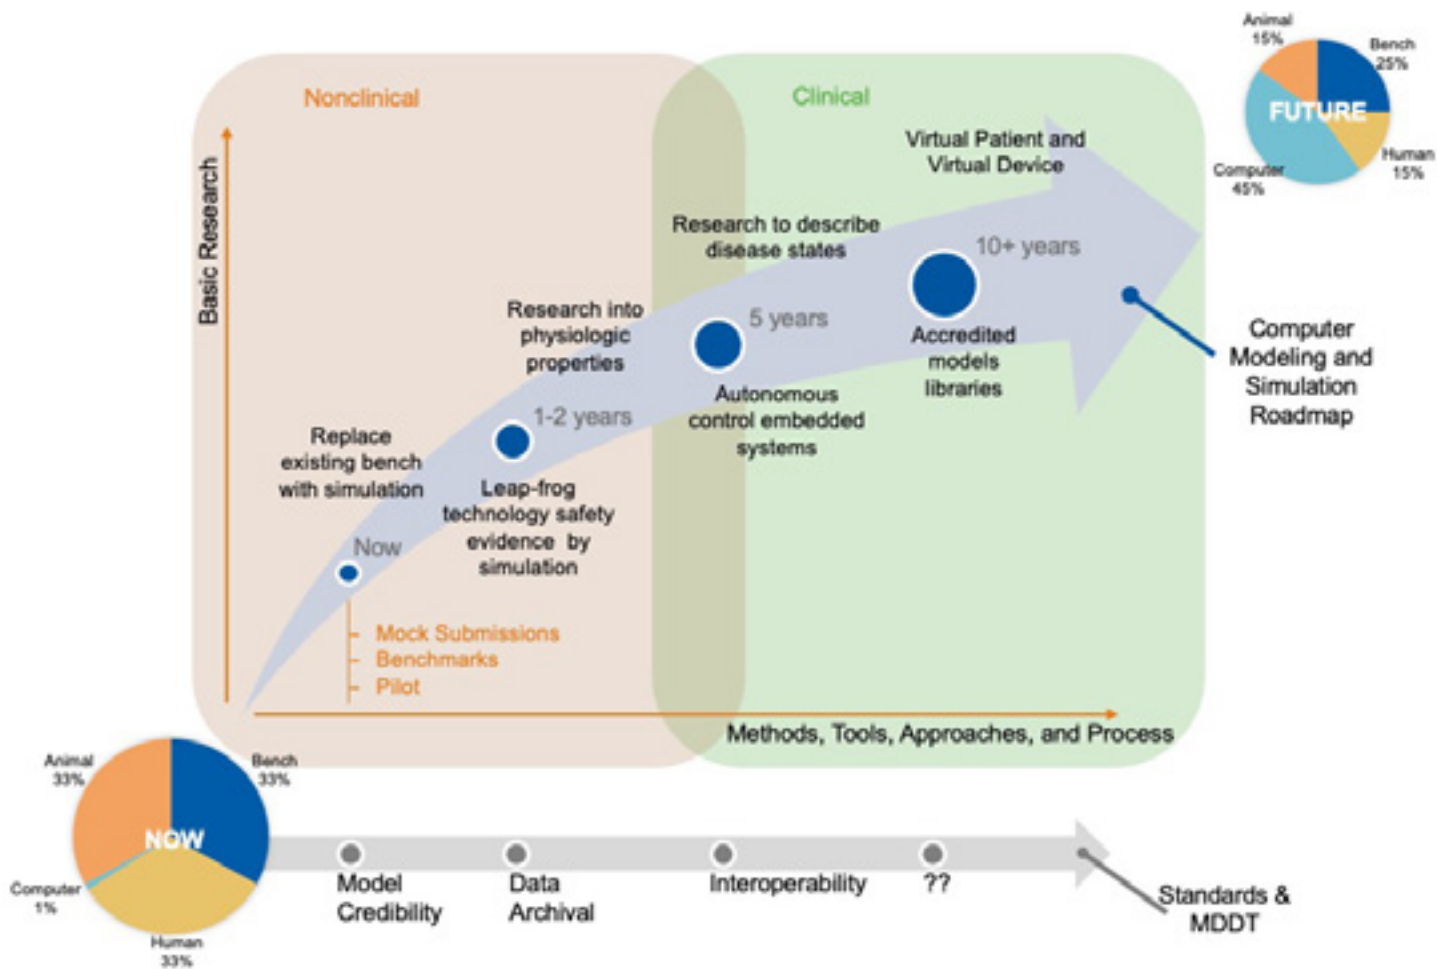 Animal
15%
Bench
25%
FUTURE
Human
15%
Computer
45%
Nonclinical
Clinical
Basic Research
Virtual Patient and
Virtual Device
Research to describe
disease states
10+ years
Research into
physiologic
properties
5 years
Accredited
models
libraries
Computer
Modeling and
Simulation
Roadmap
Autonomous
control embedded
systems
1-2 years
Replace
existing bench
with simulation
Leap-frog
technology safety
evidence by
simulation
Now
Mock Submissions
Benchmarks
Pilot
Methods, Tools, Approaches, and Process
Animal
33%
Bench
33%
NOW
Computer
1%
Human
33%
Model
Credibility
Data
Archival
Interoperability
??
Standards &
MDDT